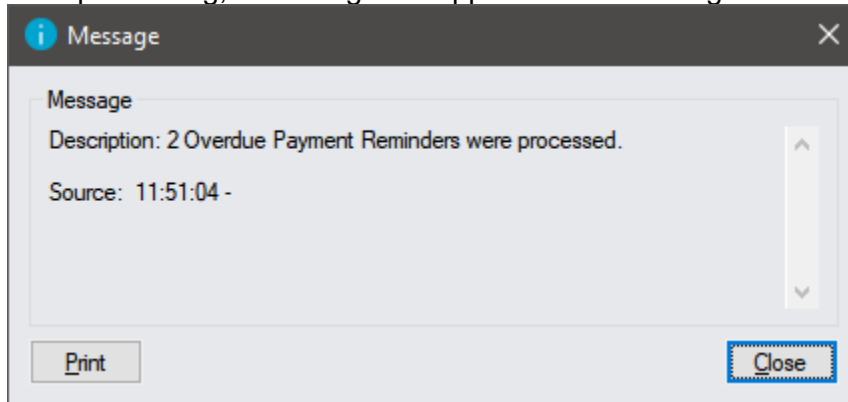 Message
Message
Description: 2 Overdue Payment Reminders were processed.
Source: 11:51:04 -
Print
Close